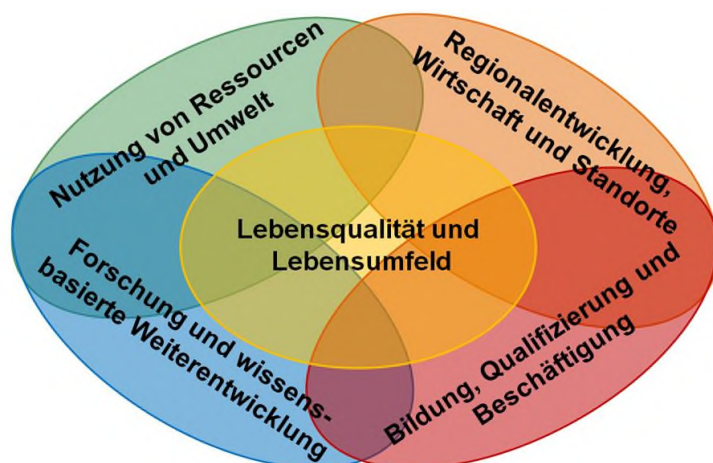 Nutzung von Ressourcen
und Umwelt
Regionalentwicklung,
Wirtschaft und Standorte
Lebensqualität und
Lebensumfeld
Forschung und wissens-
basierte Weiterentwicklung
Bildung, Qualifizierung und
Beschäftigung